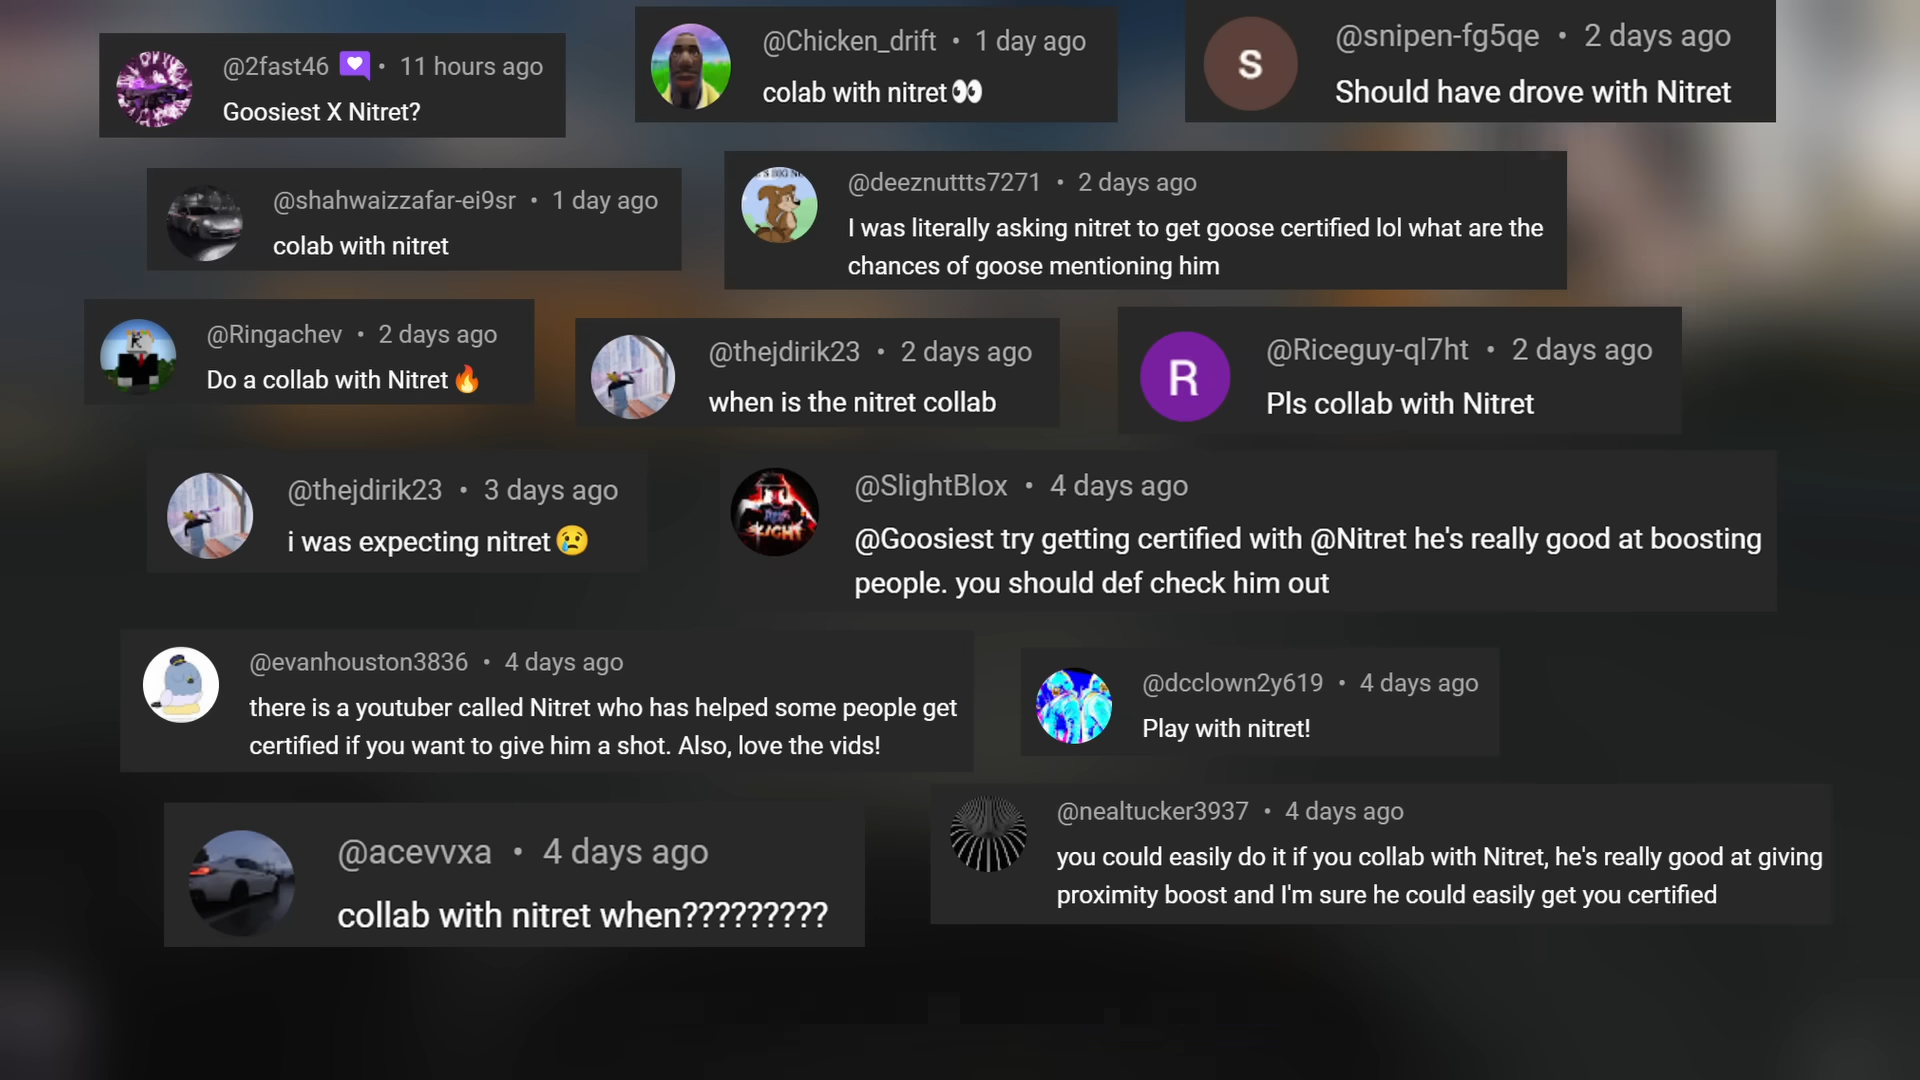 @2fast46 • 11 hours ago
Goosiest X Nitret?
@Chicken_drift • 1 day ago
colab with nitret👀
S
@snipen-fg5qe • 2 days ago
Should have drove with Nitret
@shahwaizzafar-ei9sr • 1 day ago
colab with nitret
@deeznuttts7271 • 2 days ago
I was literally asking nitret to get goose certified lol what are the
chances of goose mentioning him
@Ringachev • 2 days ago
Do a collab with Nitret🔥
@thejdirik23 • 2 days ago
when is the nitret collab
R
@Riceguy-ql7ht • 2 days ago
Pls collab with Nitret
@thejdirik23 • 3 days ago
i was expecting nitret😢
@SlightBlox • 4 days ago
@Goosiest try getting certified with @Nitret he's really good at boosting
people. you should def check him out
@evanhouston3836 • 4 days ago
there is a youtuber called Nitret who has helped some people get
certified if you want to give him a shot. Also, love the vids!
@dcclown2y619 • 4 days ago
Play with nitret!
@acevvxa • 4 days ago
collab with nitret when?????????
@nealtucker3937 • 4 days ago
you could easily do it if you collab with Nitret, he's really good at giving
proximity boost and I'm sure he could easily get you certified